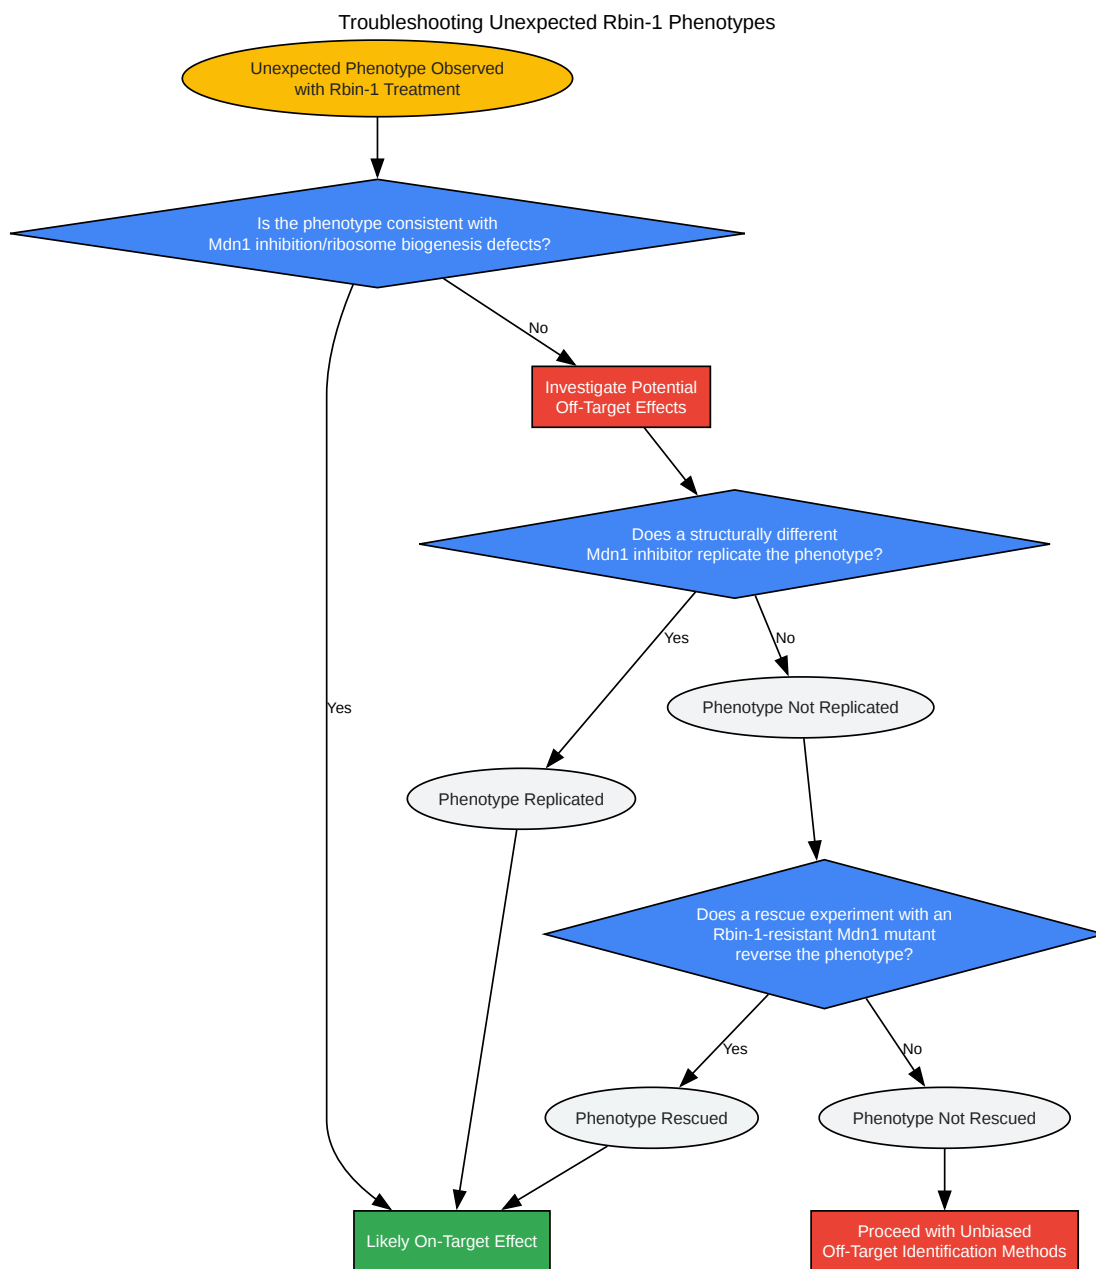 Troubleshooting Unexpected Rbin-1 Phenotypes
Unexpected Phenotype Observed
with Rbin-1 Treatment
Is the phenotype consistent with
Mdn1 inhibition/ribosome biogenesis defects?
No
Investigate Potential
Off-Target Effects
Does a structurally different
Mdn1 inhibitor replicate the phenotype?
Yes
No
Phenotype Not Replicated
Yes
Phenotype Replicated
Does a rescue experiment with an
Rbin-1-resistant Mdn1 mutant
reverse the phenotype?
Yes
No
Phenotype Rescued
Phenotype Not Rescued
Likely On-Target Effect
Proceed with Unbiased
Off-Target Identification Methods